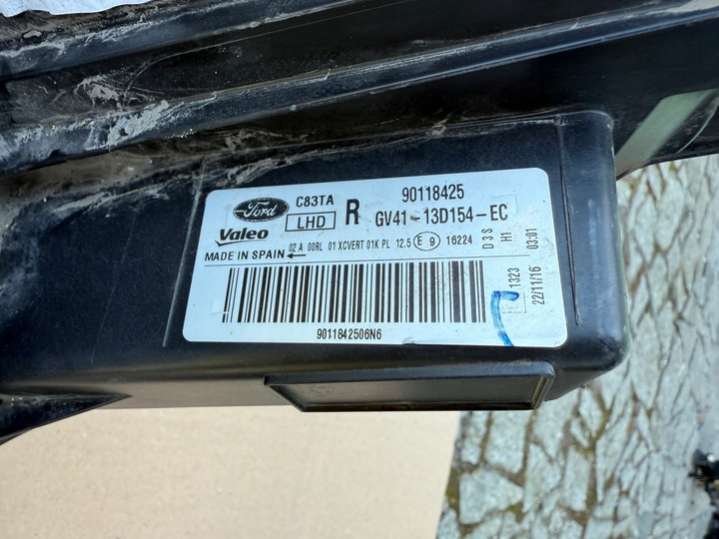 Ford
C83TA
90118425
LHD
R
GV41-13D154-EC
Valeo
02 A 00RL 01 XCVERT 01K PL 12.5 E 9 16224
D3S
H1
03:01
MADE IN SPAIN
1323
22/11/16
9011842506N6